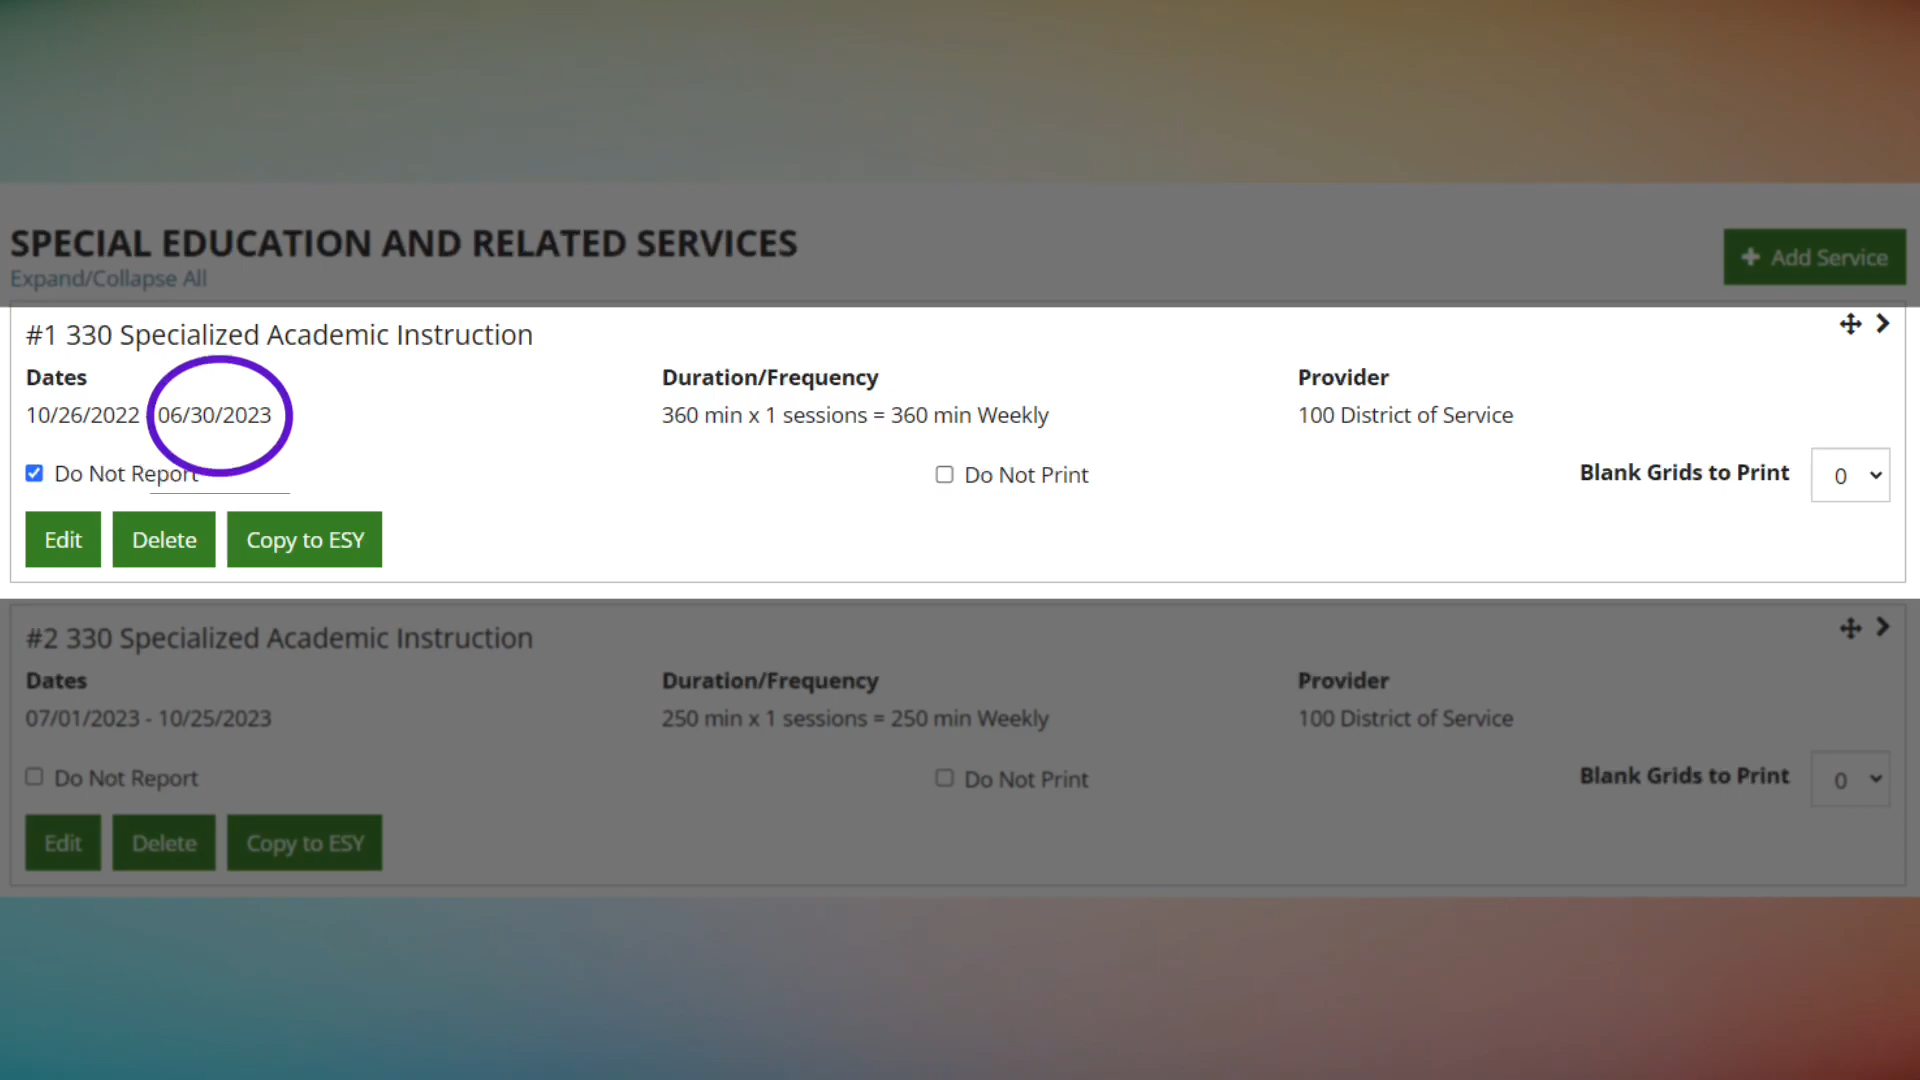 SPECIAL EDUCATION AND RELATED SERVICES
Expand/Collapse All
Add Service
#1 330 Specialized Academic Instruction
Dates
Duration/Frequency
Provider
10/26/2022 - 06/30/2023
360 min x 1 sessions = 360 min Weekly
100 District of Service
Do Not Report
Do Not Print
Blank Grids to Print
0
Edit
Delete
Copy to ESY
#2 330 Specialized Academic Instruction
Dates
Duration/Frequency
Provider
07/01/2023 - 10/25/2023
250 min x 1 sessions = 250 min Weekly
100 District of Service
Do Not Report
Do Not Print
Blank Grids to Print
0
Edit
Delete
Copy to ESY